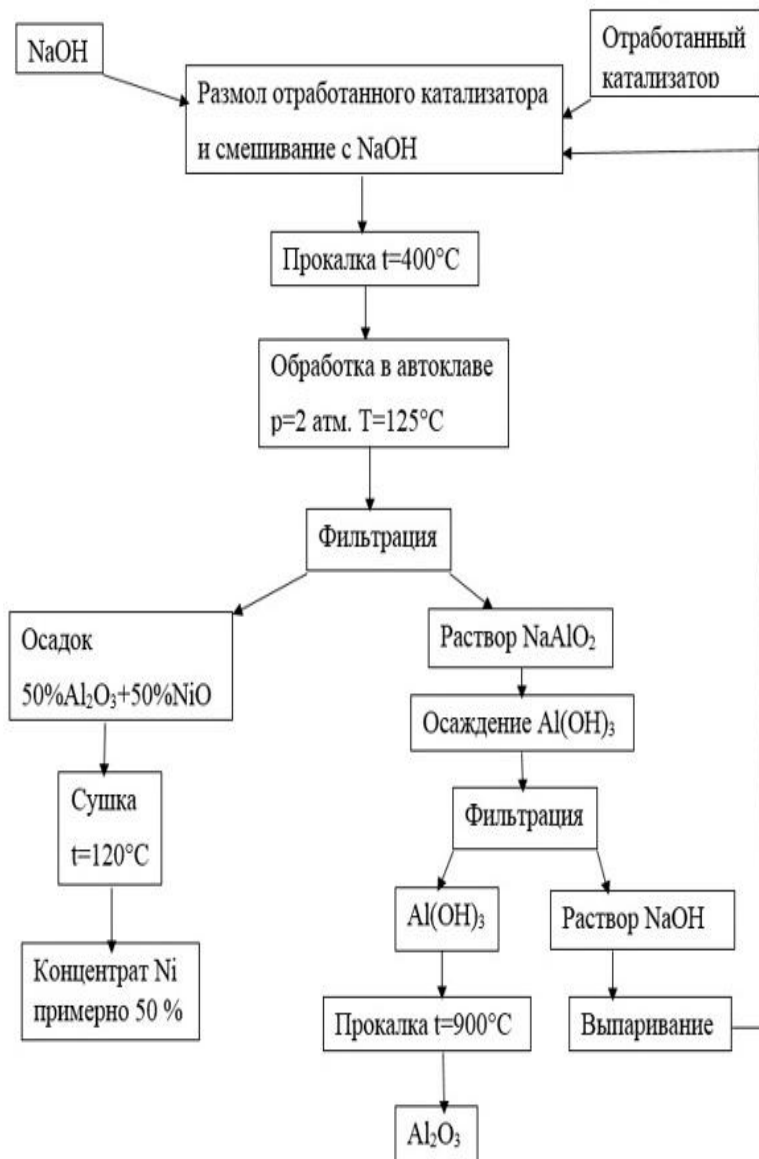 NaOH
Отработанный
катализатор
Размол отработанного катализатора
и смешивание с NaOH
Прокалка t=400°C
Обработка в автоклаве
p=2 атм. T=125°C
Фильтрация
Осадок
50%Al₂O₃+50%NiO
Раствор NaAlO₂
Осаждение Al(OH)₃
Сушка
t=120°C
Фильтрация
Al(OH)₃
Раствор NaOH
Концентрат Ni
примерно 50 %
Прокалка t=900°C
Выпаривание
Al₂O₃